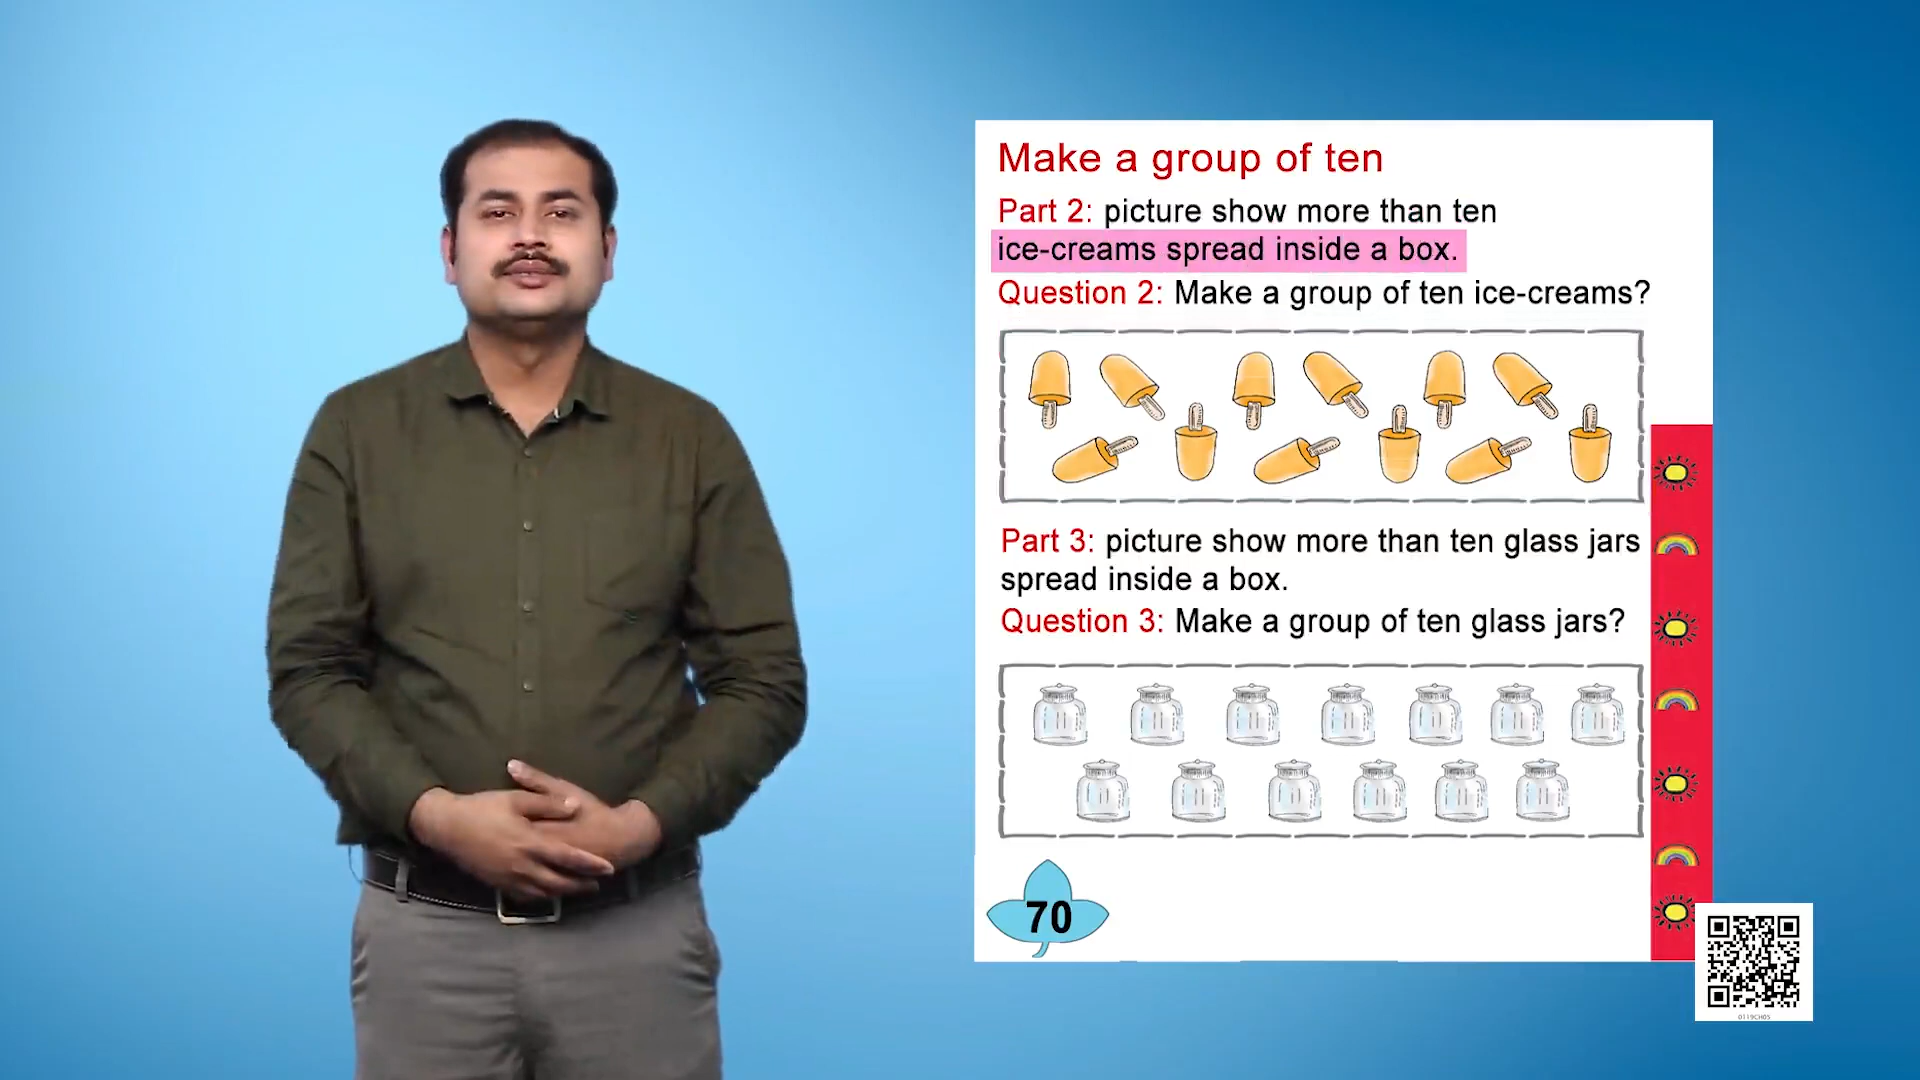 Make a group of ten
Part 2: picture show more than ten
ice-creams spread inside a box.
Question 2: Make a group of ten ice-creams?
Part 3: picture show more than ten glass jars
spread inside a box.
Question 3: Make a group of ten glass jars?
70
0119CH05